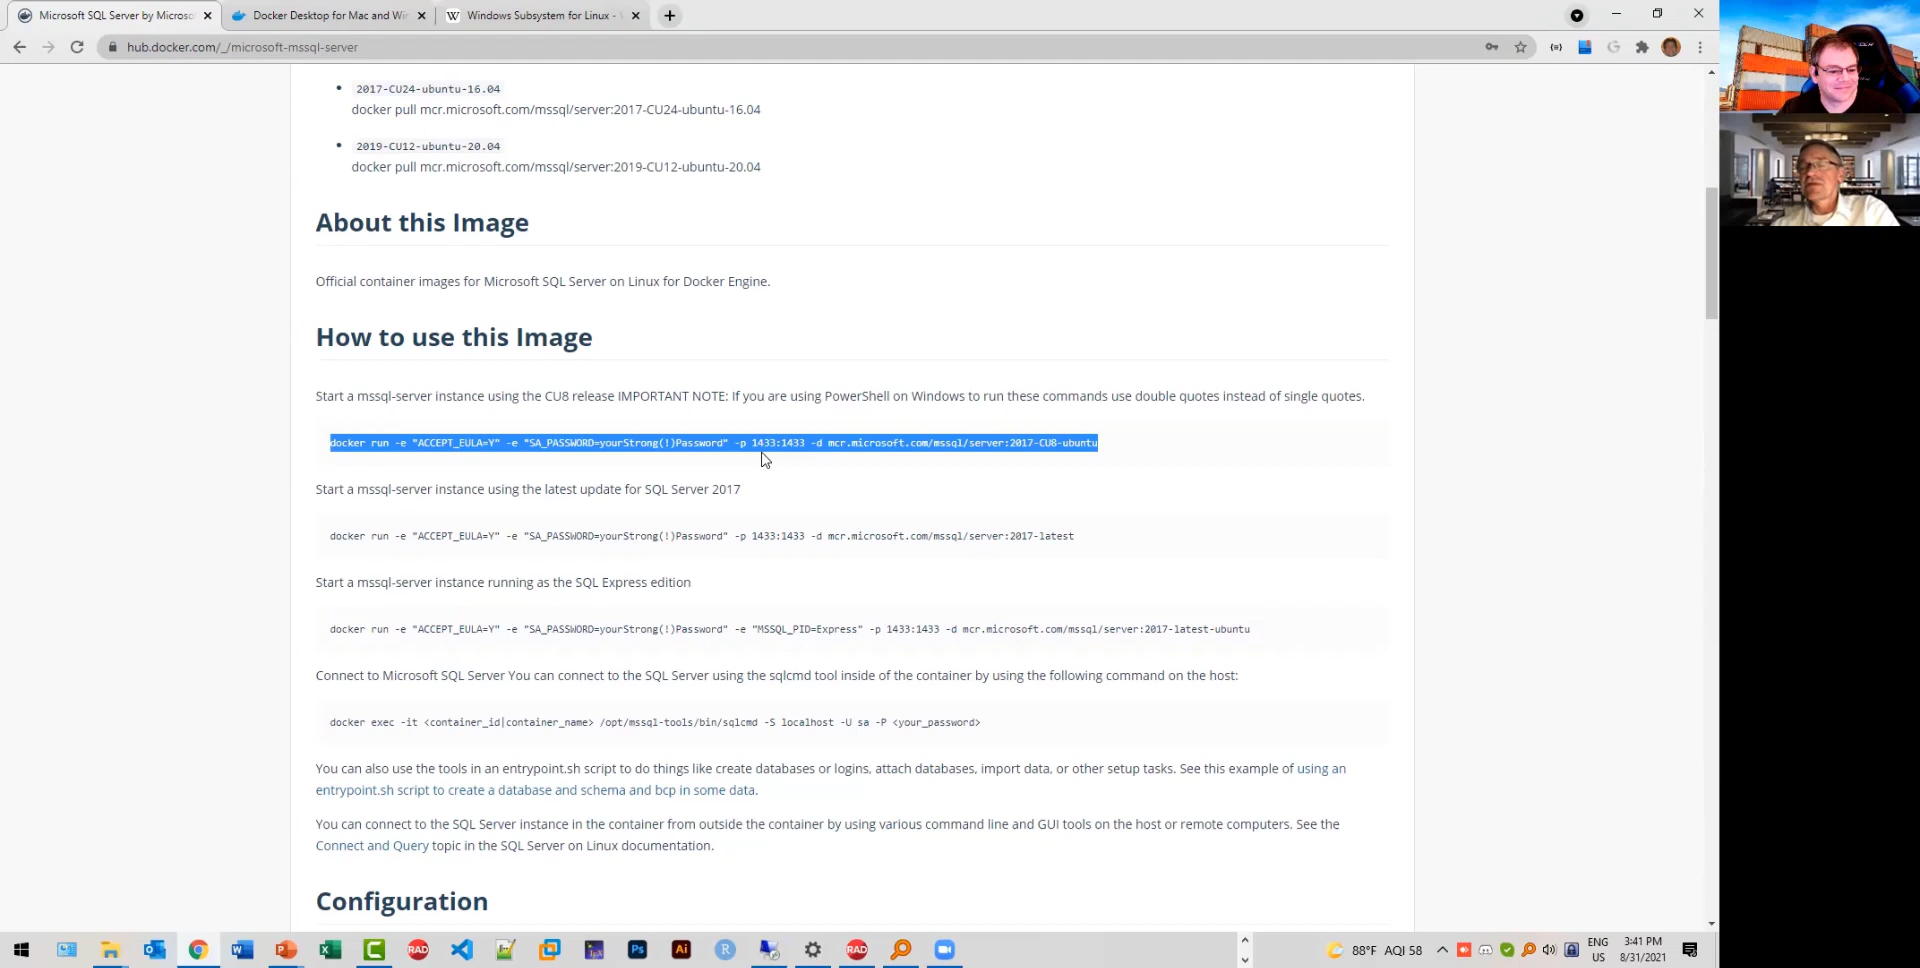 Microsoft SQL Server by Microso
Docker Desktop for Mac and Win
Windows Subsystem for Linux -
hub.docker.com/_/microsoft-mssql-server
2017-CU24-ubuntu-16.04
docker pull mcr.microsoft.com/mssql/server:2017-CU24-ubuntu-16.04
2019-CU12-ubuntu-20.04
docker pull mcr.microsoft.com/mssql/server:2019-CU12-ubuntu-20.04
About this Image
Official container images for Microsoft SQL Server on Linux for Docker Engine.
How to use this Image
Start a mssql-server instance using the CU8 release IMPORTANT NOTE: If you are using PowerShell on Windows to run these commands use double quotes instead of single quotes.
docker run -e "ACCEPT_EULA=Y" -e "SA_PASSWORD=yourStrong(!)Password" -p 1433:1433 -d mcr.microsoft.com/mssql/server:2017-CU8-ubuntu
Start a mssql-server instance using the latest update for SQL Server 2017
docker run -e "ACCEPT_EULA=Y" -e "SA_PASSWORD=yourStrong(!)Password" -p 1433:1433 -d mcr.microsoft.com/mssql/server:2017-latest
Start a mssql-server instance running as the SQL Express edition
docker run -e "ACCEPT_EULA=Y" -e "SA_PASSWORD=yourStrong(!)Password" -e "MSSQL_PID=Express" -p 1433:1433 -d mcr.microsoft.com/mssql/server:2017-latest-ubuntu
Connect to Microsoft SQL Server You can connect to the SQL Server using the sqlcmd tool inside of the container by using the following command on the host:
docker exec -it <container_id|container_name> /opt/mssql-tools/bin/sqlcmd -S localhost -U sa -P <your_password>
You can also use the tools in an entrypoint.sh script to do things like create databases or logins, attach databases, import data, or other setup tasks. See this example of using an
entrypoint.sh script to create a database and schema and bcp in some data.
You can connect to the SQL Server instance in the container from outside the container by using various command line and GUI tools on the host or remote computers. See the
Connect and Query topic in the SQL Server on Linux documentation.
Configuration
88°F AQI 58
ENG
US
3:41 PM
8/31/2021